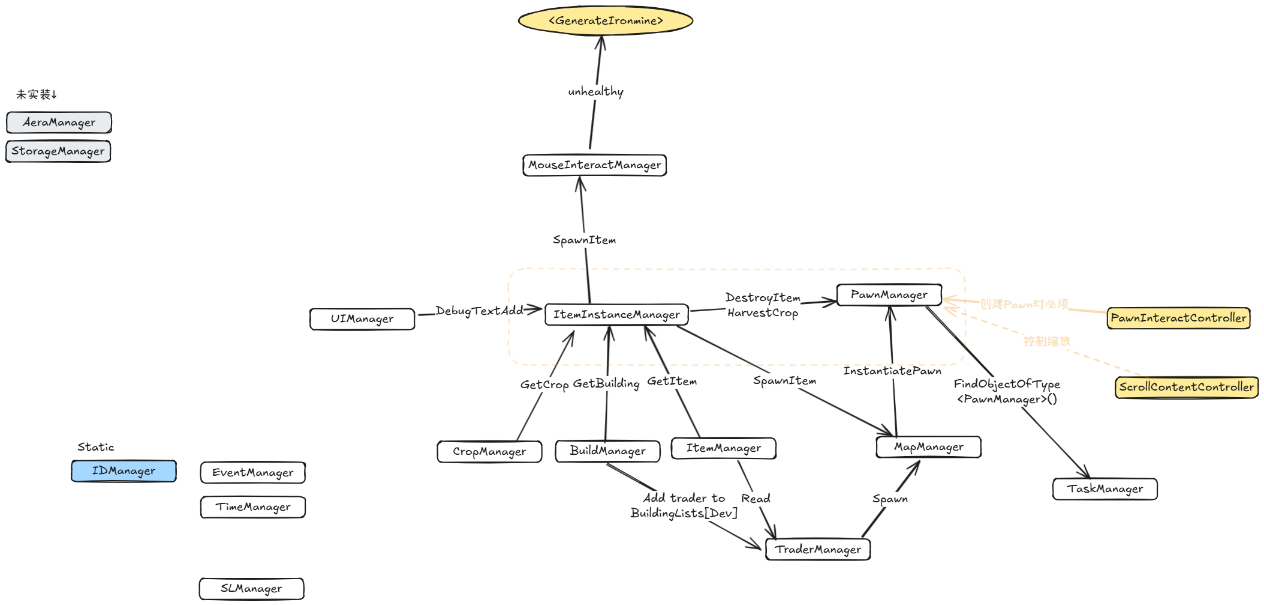 <GenerateIronmine>
unhealthy
未实装↓
AeraManager
StorageManager
MouseInteractManager
SpawnItem
UIManager
DebugTextAdd
ItemInstanceManager
DestroyItem
HarvestCrop
PawnManager
创建Pawn时必须
PawnInteractController
控制缩放
ScrollContentController
GetCrop
GetBuilding
GetItem
SpawnItem
InstantiatePawn
FindObjectOfType
<PawnManager>()
CropManager
BuildManager
ItemManager
MapManager
TaskManager
Static
IDManager
EventManager
TimeManager
SLManager
Add trader to
BuildingLists[Dev]
Read
Spawn
TraderManager